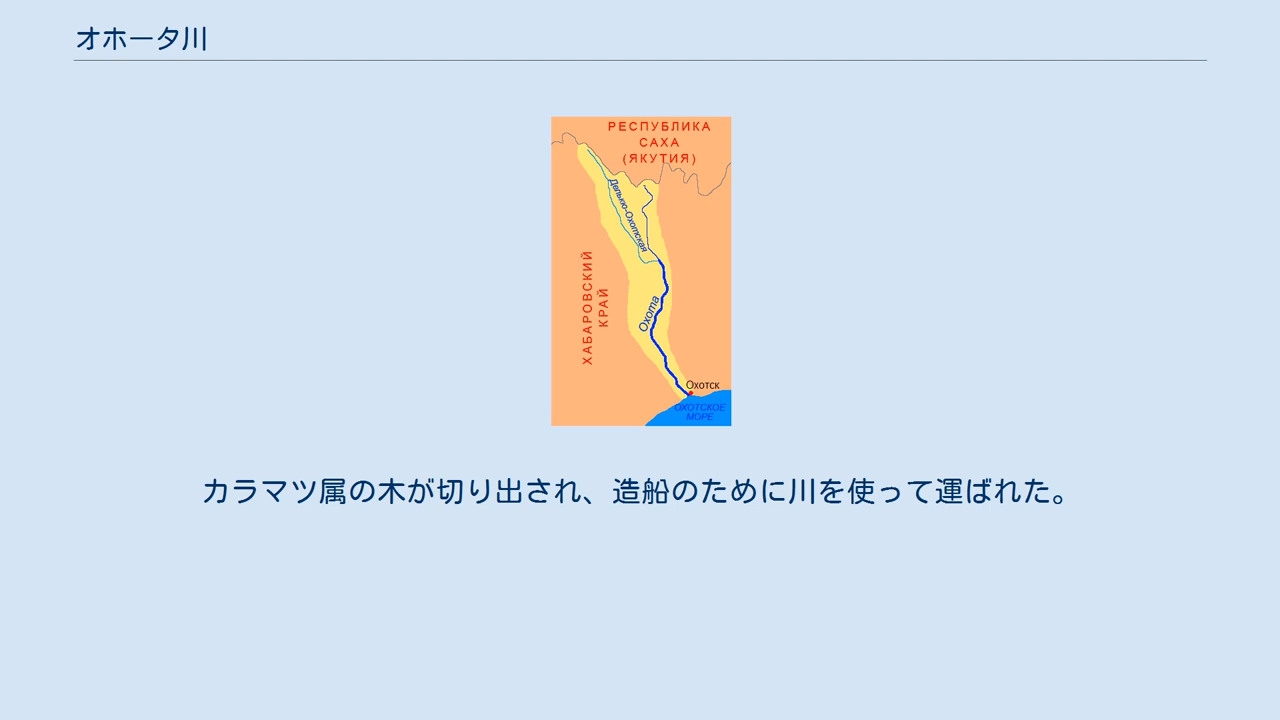 オホータ川
РЕСПУБЛИКА
САХА
(ЯКУТИЯ)
Делькю-Охотская
ХАБАРОВСКИЙ
КРАЙ
Охота
Охотск
ОХОТСКОЕ
МОРЕ
カラマツ属の木が切り出され、造船のために川を使って運ばれた。